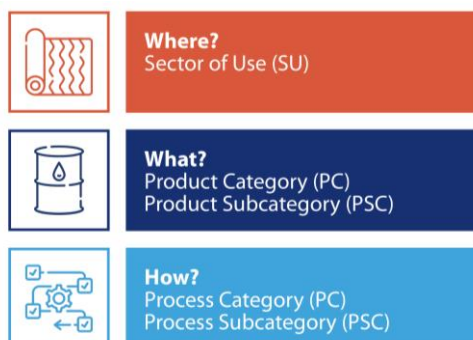 Where?
Sector of Use (SU)
What?
Product Category (PC)
Product Subcategory (PSC)
How?
Process Category (PC)
Process Subcategory (PSC)